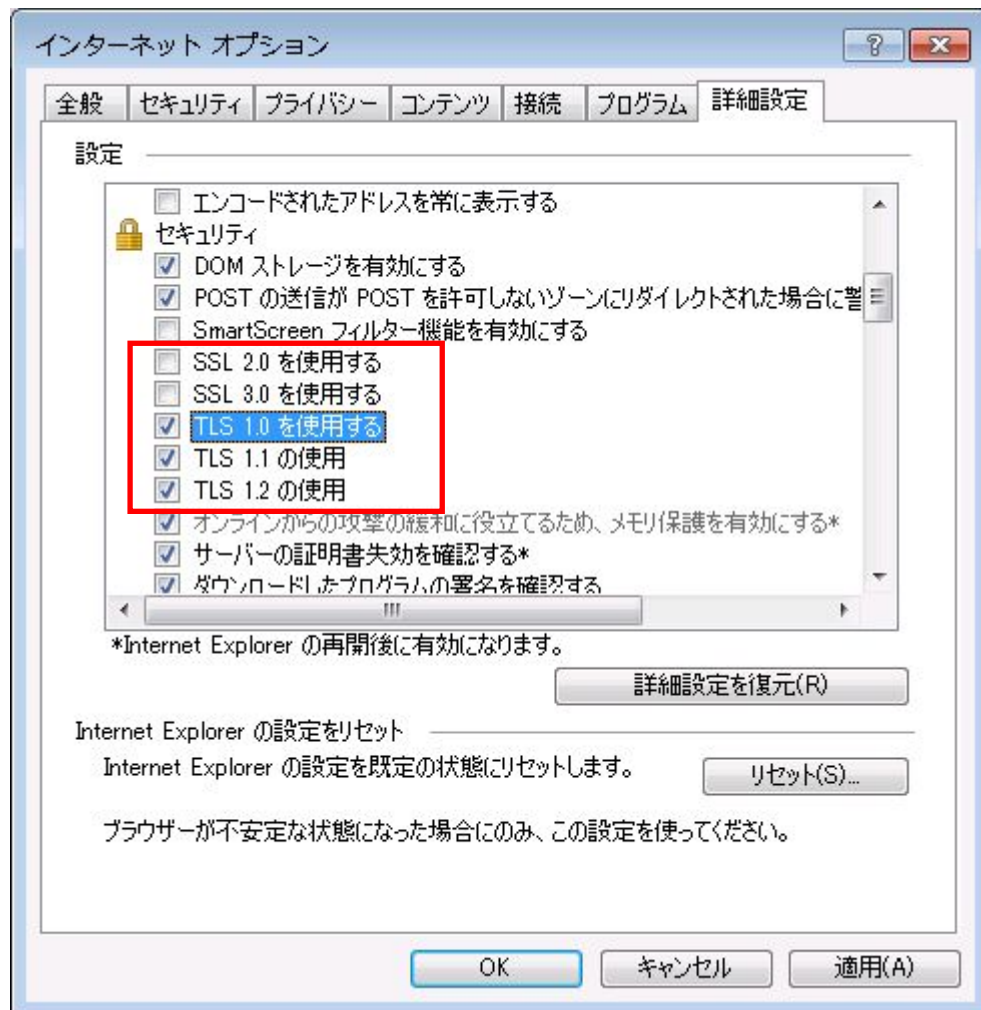 インターネット オプション
全般 セキュリティ プライバシー コンテンツ 接続 プログラム 詳細設定
設定
エンコードされたアドレスを常に表示する
セキュリティ
DOM ストレージを有効にする
POST の送信が POST を許可しないゾーンにリダイレクトされた場合に警
SmartScreen フィルター機能を有効にする
SSL 2.0 を使用する
SSL 3.0 を使用する
TLS 1.0 を使用する
TLS 1.1 の使用
TLS 1.2 の使用
オンラインからの攻撃の緩和に役立てるため、メモリ保護を有効にする*
サーバーの証明書失効を確認する*
ダウンロードしたプログラムの署名を確認する
*Internet Explorer の再開後に有効になります。
詳細設定を復元(R)
Internet Explorer の設定をリセット
Internet Explorer の設定を既定の状態にリセットします。
リセット(S)...
ブラウザーが不安定な状態になった場合にのみ、この設定を使ってください。
OK キャンセル 適用(A)